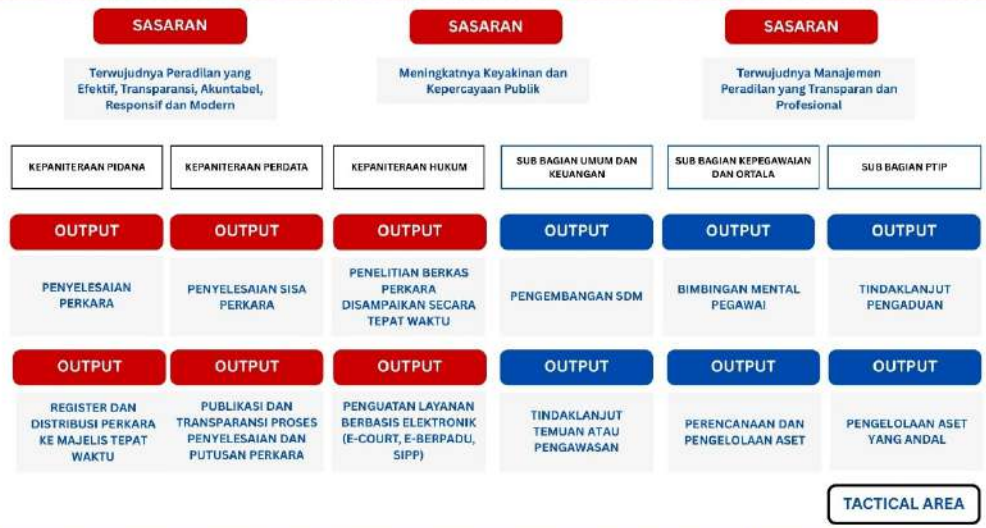 SASARAN
SASARAN
SASARAN
Terwujudnya Peradilan yang
Efektif, Transparansi, Akuntabel,
Responsif dan Modern
Meningkatnya Keyakinan dan
Kepercayaan Publik
Terwujudnya Manajemen
Peradilan yang Transparan dan
Profesional
KEPANITERAAN PIDANA
KEPANITERAAN PERDATA
KEPANITERAAN HUKUM
SUB BAGIAN UMUM DAN
KEUANGAN
SUB BAGIAN KEPEGAWAIAN
DAN ORTALA
SUB BAGIAN PTIP
OUTPUT
OUTPUT
OUTPUT
OUTPUT
OUTPUT
OUTPUT
PENYELESAIAN
PERKARA
PENYELESAIAN SISA
PERKARA
PENELITIAN BERKAS
PERKARA
DISAMPAIKAN SECARA
TEPAT WAKTU
PENGEMBANGAN SDM
BIMBINGAN MENTAL
PEGAWAI
TINDAKLANJUT
PENGADUAN
OUTPUT
OUTPUT
OUTPUT
OUTPUT
OUTPUT
OUTPUT
REGISTER DAN
DISTRIBUSI PERKARA
KE MAJELIS TEPAT
WAKTU
PUBLIKASI DAN
TRANSPARANSI PROSES
PENYELESAIAN DAN
PUTUSAN PERKARA
PENGUATAN LAYANAN
BERBASIS ELEKTRONIK
(E-COURT, E-BERPADU,
SIPP)
TINDAKLANJUT
TEMUAN ATAU
PENGAWASAN
PERENCANAAN DAN
PENGELOLAAN ASET
PENGELOLAAN ASET
YANG ANDAL
TACTICAL AREA